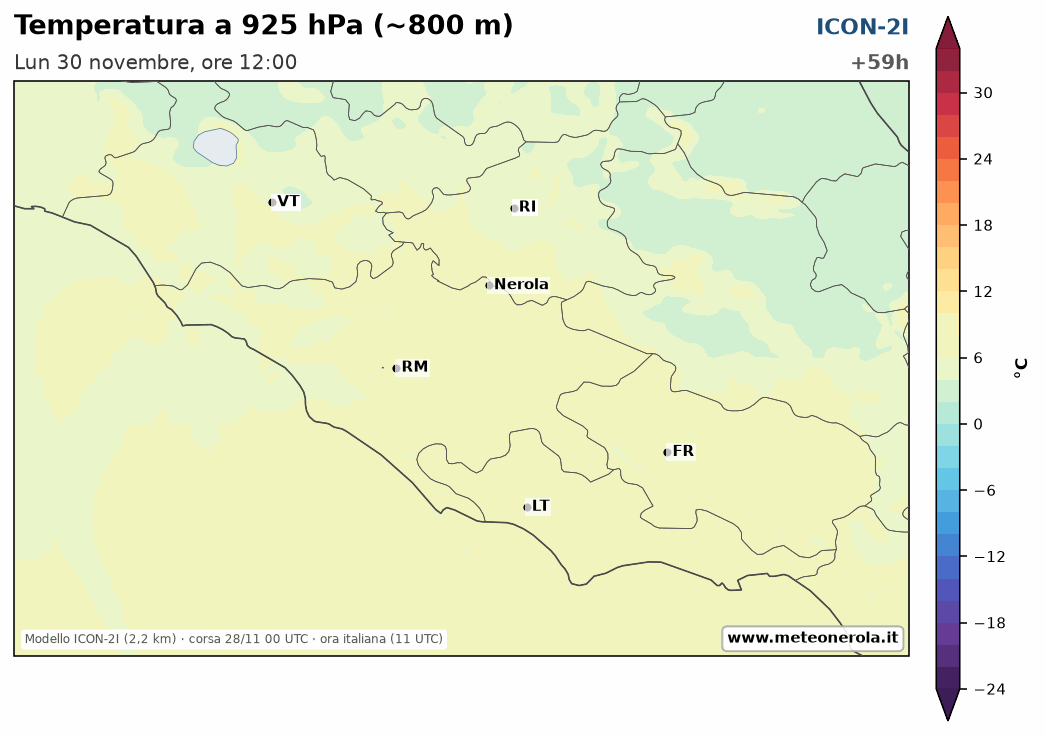 Temperatura a 925 hPa (~800 m)
ICON-2I
Lun 30 novembre, ore 12:00
+59h
30
24
18
12
6
0
−6
−12
−18
−24
°C
VT
RI
Nerola
RM
FR
LT
Modello ICON-2I (2,2 km) · corsa 28/11 00 UTC · ora italiana (11 UTC)
www.meteonerola.it